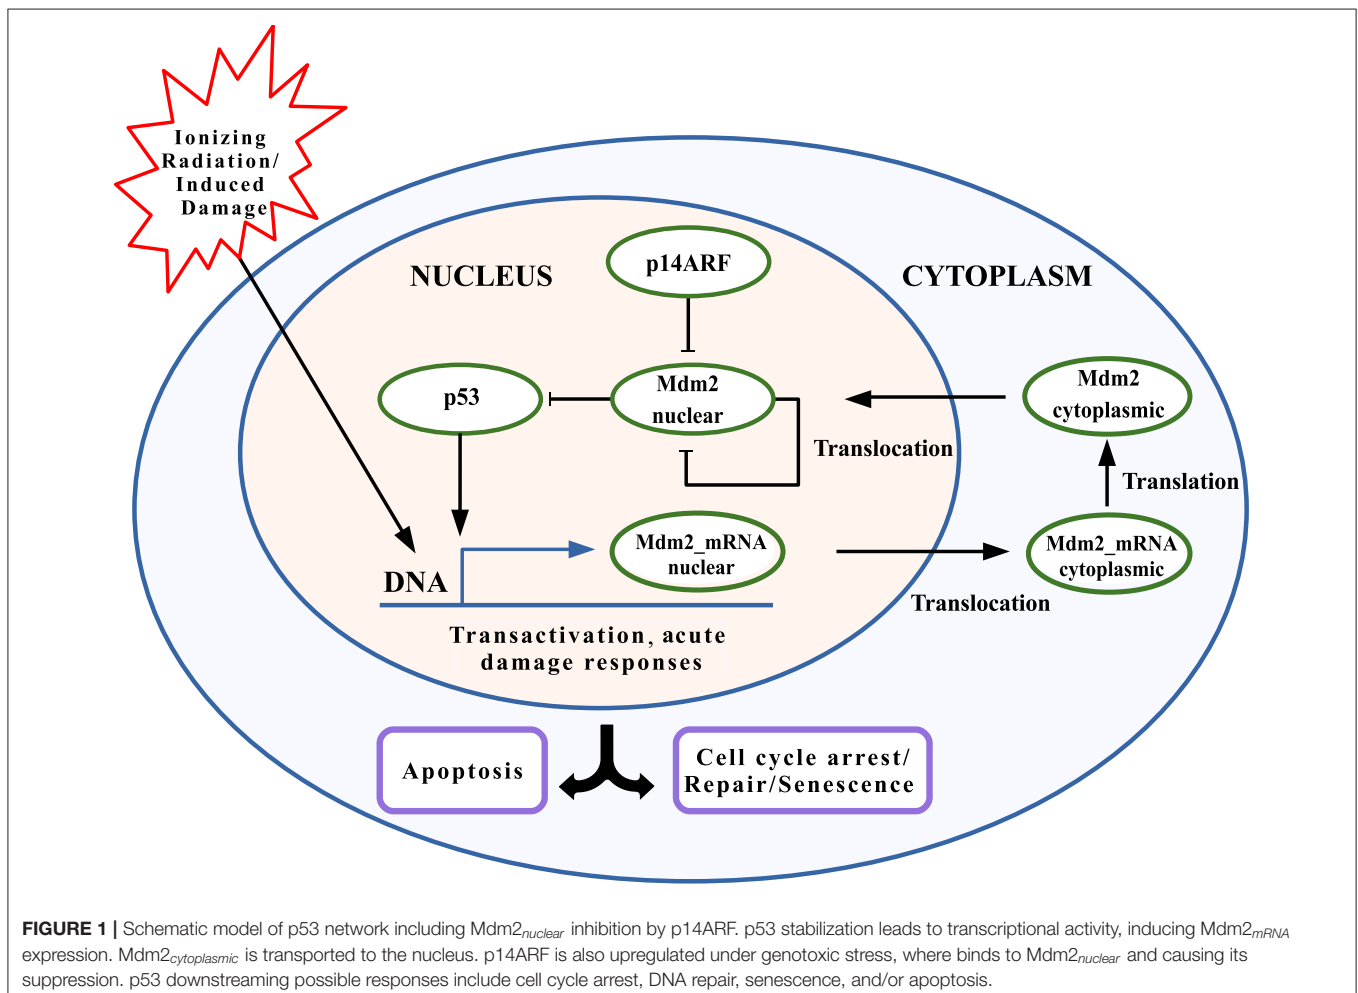 Ionizing
Radiation/
Induced
Damage
NUCLEUS
p14ARF
CYTOPLASM
p53
Mdm2
nuclear
Mdm2
cytoplasmic
Translocation
Translation
Mdm2_mRNA
nuclear
Mdm2_mRNA
cytoplasmic
DNA
Translocation
Transactivation, acute
damage responses
Apoptosis
Cell cycle arrest/
Repair/Senescence
FIGURE 1 | Schematic model of p53 network including Mdm2nuclear inhibition by p14ARF. p53 stabilization leads to transcriptional activity, inducing Mdm2mRNA
expression. Mdm2cytoplasmic is transported to the nucleus. p14ARF is also upregulated under genotoxic stress, where binds to Mdm2nuclear and causing its
suppression. p53 downstreaming possible responses include cell cycle arrest, DNA repair, senescence, and/or apoptosis.